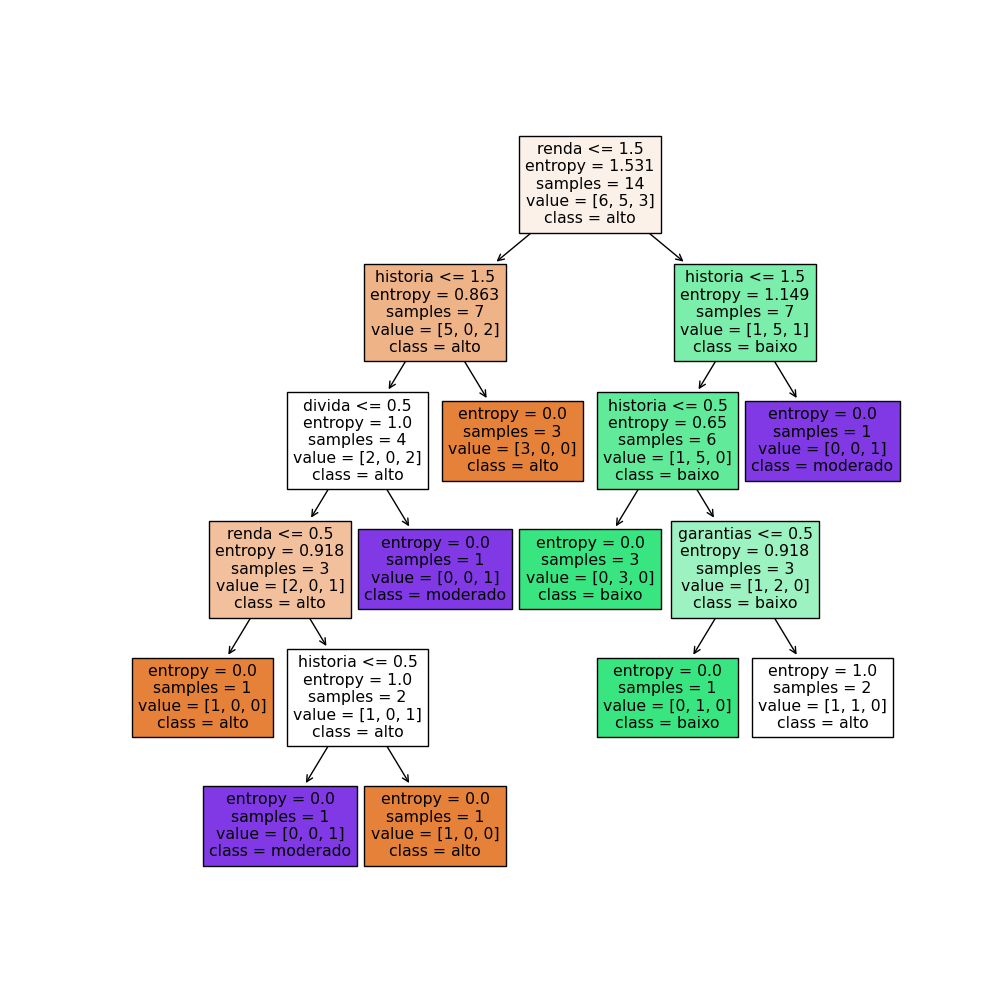 renda <= 1.5
entropy = 1.531
samples = 14
value = [6, 5, 3]
class = alto
historia <= 1.5
entropy = 0.863
samples = 7
value = [5, 0, 2]
class = alto
historia <= 1.5
entropy = 1.149
samples = 7
value = [1, 5, 1]
class = baixo
divida <= 0.5
entropy = 1.0
samples = 4
value = [2, 0, 2]
class = alto
entropy = 0.0
samples = 3
value = [3, 0, 0]
class = alto
historia <= 0.5
entropy = 0.65
samples = 6
value = [1, 5, 0]
class = baixo
entropy = 0.0
samples = 1
value = [0, 0, 1]
class = moderado
renda <= 0.5
entropy = 0.918
samples = 3
value = [2, 0, 1]
class = alto
entropy = 0.0
samples = 1
value = [0, 0, 1]
class = moderado
entropy = 0.0
samples = 3
value = [0, 3, 0]
class = baixo
garantias <= 0.5
entropy = 0.918
samples = 3
value = [1, 2, 0]
class = baixo
entropy = 0.0
samples = 1
value = [1, 0, 0]
class = alto
historia <= 0.5
entropy = 1.0
samples = 2
value = [1, 0, 1]
class = alto
entropy = 0.0
samples = 1
value = [0, 1, 0]
class = baixo
entropy = 1.0
samples = 2
value = [1, 1, 0]
class = alto
entropy = 0.0
samples = 1
value = [0, 0, 1]
class = moderado
entropy = 0.0
samples = 1
value = [1, 0, 0]
class = alto